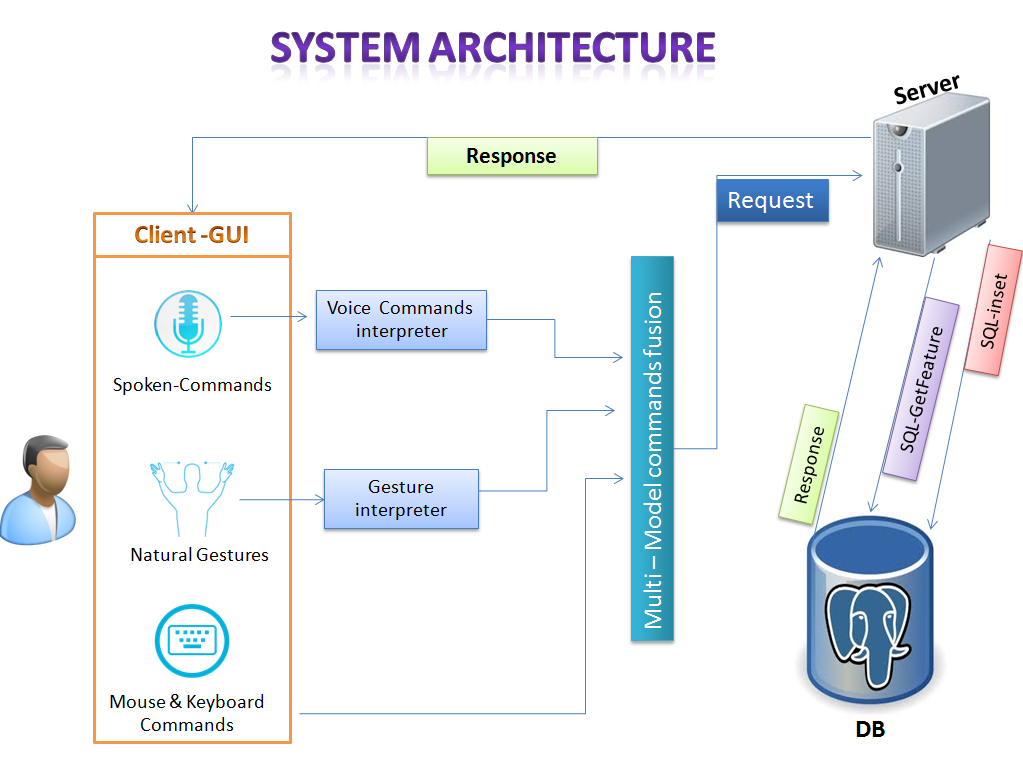 SYSTEM ARCHITECTURE
Server
Response
Request
Client -GUI
Voice Commands
interpreter
Spoken-Commands
Multi – Model commands fusion
SQL-inset
SQL-GetFeature
Response
Gesture
interpreter
Natural Gestures
Mouse & Keyboard
Commands
DB